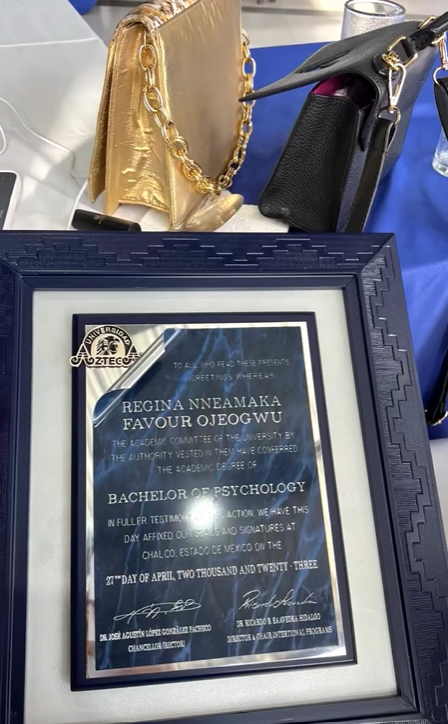 UNIVERSIDAD
AZTECA
TO ALL WHO READ THESE PRESENTS
GREETINGS, WHEREAS
REGINA NNEAMAKA
FAVOUR OJEOGWU
THE ACADEMIC COMMITTEE OF THE UNIVERSITY BY
THE AUTHORITY VESTED IN THEM HAVE CONFERRED
THE ACADEMIC DEGREE OF
BACHELOR OF PSYCHOLOGY
IN FULLER ACTION, WE HAVE THIS
DAY AFFIXED OUR AND SIGNATURES AT
CHALCO, ESTADO DE MÉXICO ON THE
27TH DAY OF APRIL, TWO THOUSAND AND TWENTY - THREE
DR. JOSÉ AGUSTIN LÓPEZ GONZÁLEZ PACHECO
CHANCELLOR (RECTOR)
DR. RICARDO B. SAAVEDRA HIDALGO
DIRECTOR & CHAIR INTENTIONAL PROGRAMS